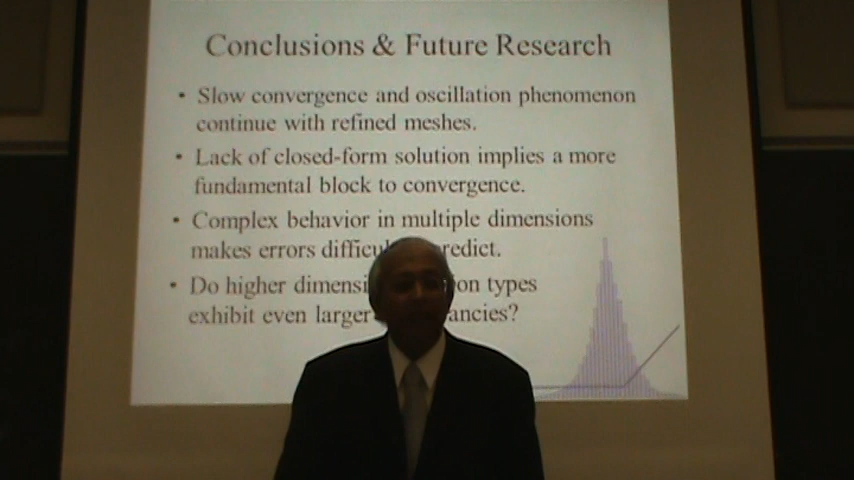 Conclusions & Future Research
• Slow convergence and oscillation phenomenon
continue with refined meshes.
• Lack of closed-form solution implies a more
fundamental block to convergence.
• Complex behavior in multiple dimensions
makes errors
• Do higher types
exhibit even larger